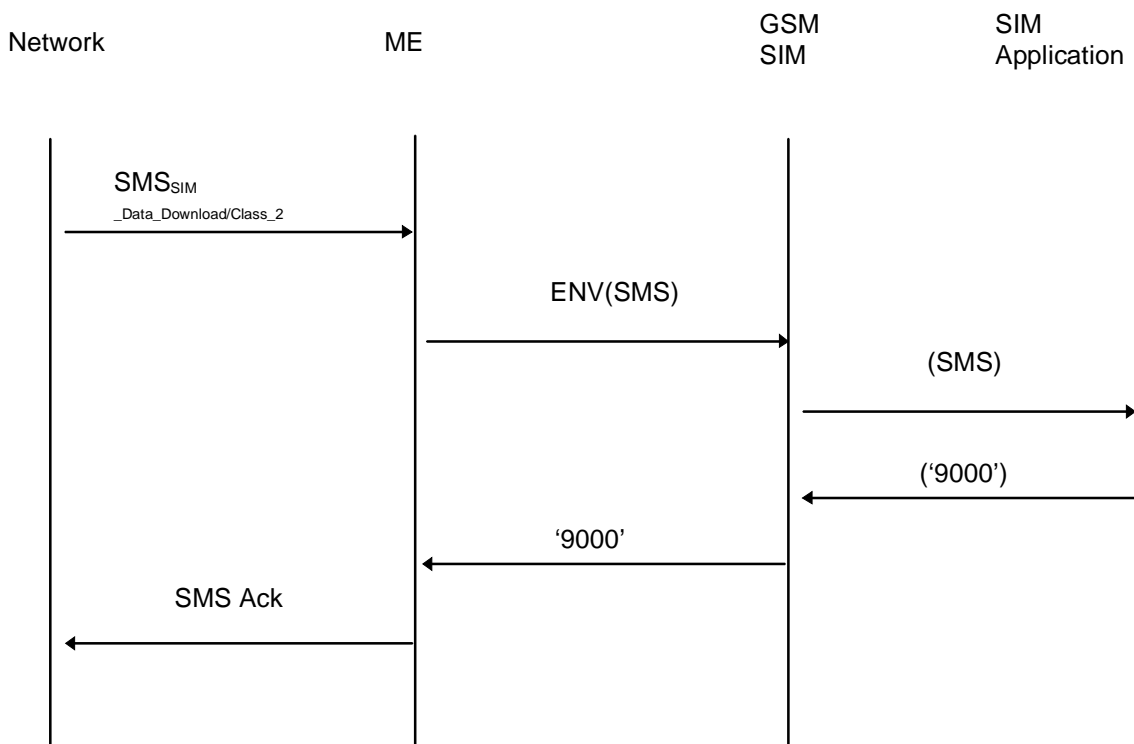 Network
ME
GSM
SIM
SIM
Application
SMSSIM
_Data_Download/Class_2
ENV(SMS)
(SMS)
(‘9000’)
‘9000’
SMS Ack